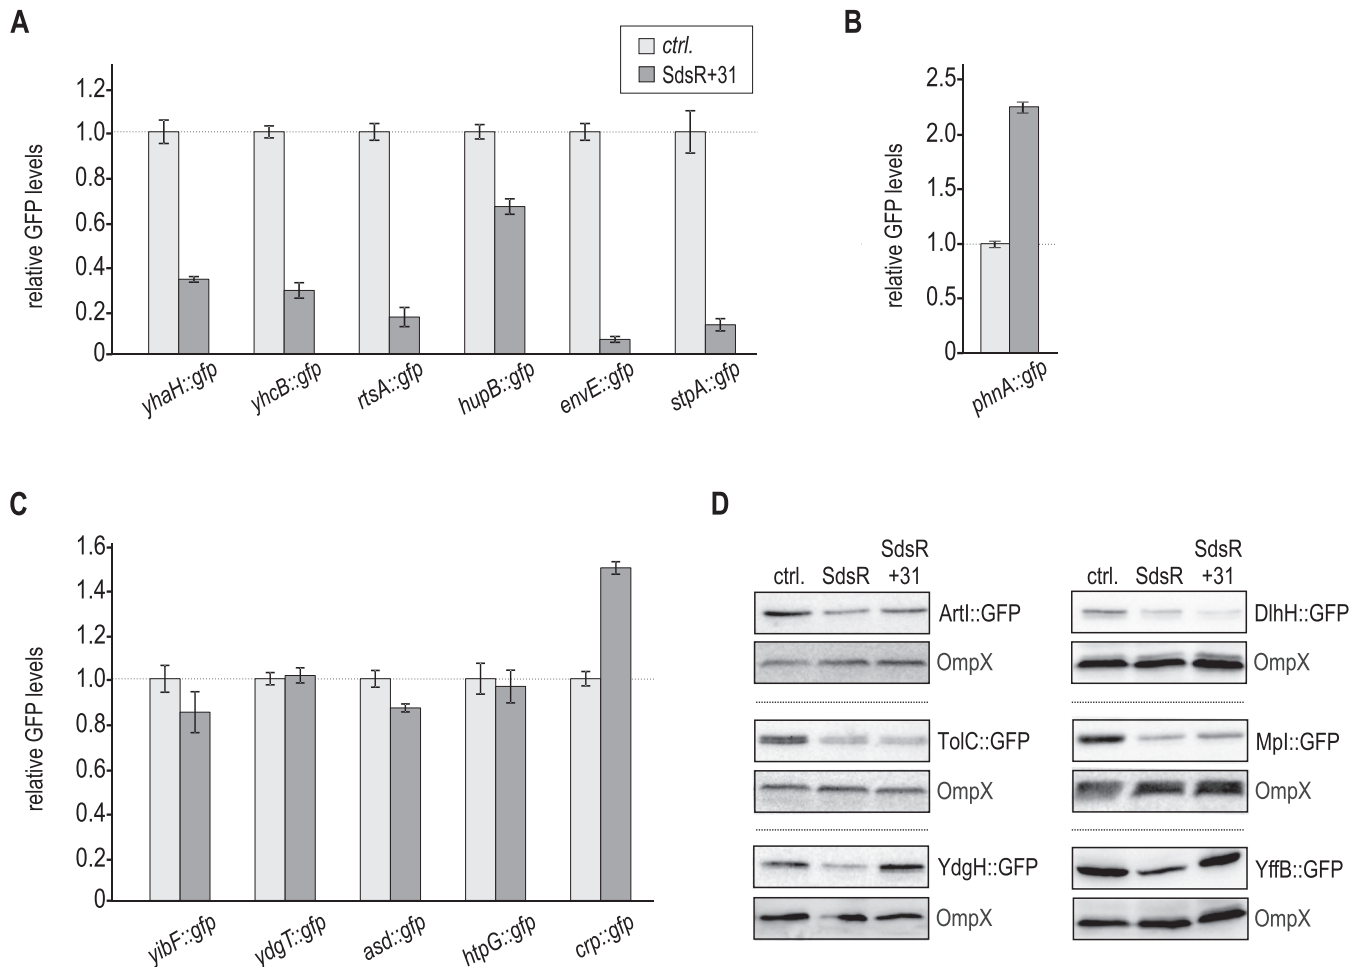 A
ctrl.
SdsR+31
relative GFP levels
1.2
1.0
0.8
0.6
0.4
0.2
0
yhaH::gfp
yhcB::gfp
rtsA::gfp
hupB::gfp
envE::gfp
stpA::gfp
B
relative GFP levels
2.5
2.0
1.5
1.0
0.5
0
phnA::gfp
C
relative GFP levels
1.6
1.4
1.2
1.0
0.8
0.6
0.4
0.2
0
yibF::gfp
ydgT::gfp
asd::gfp
htpG::gfp
crp::gfp
D
ctrl.
SdsR
SdsR
+31
ArtI::GFP
OmpX
TolC::GFP
OmpX
YdgH::GFP
OmpX
ctrl.
SdsR
SdsR
+31
DlhH::GFP
OmpX
Mpl::GFP
OmpX
YffB::GFP
OmpX